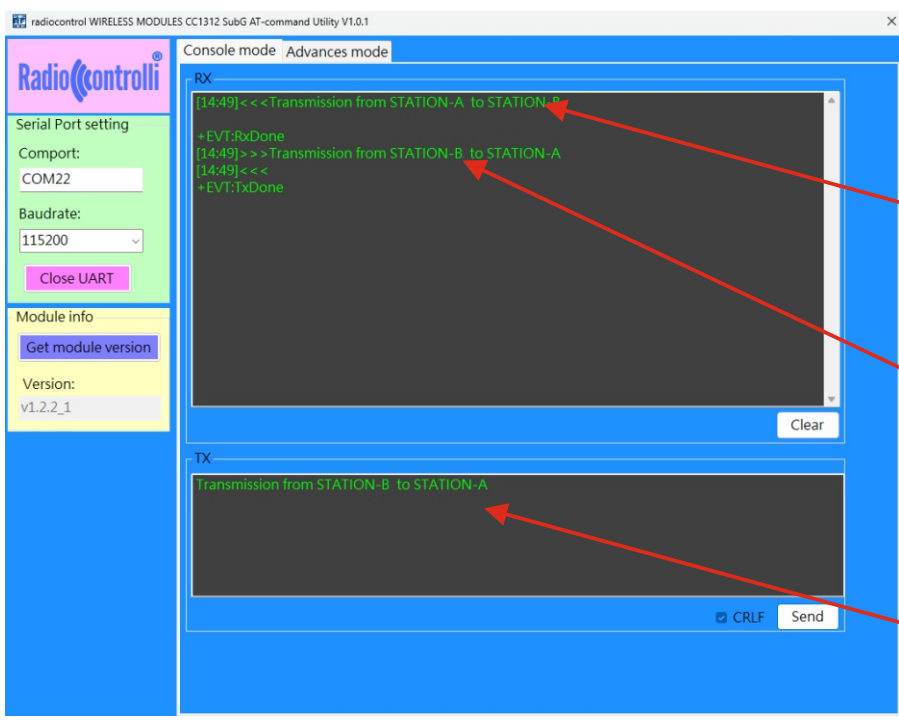 radiocontrol WIRELESS MODULES CC1312 SubG AT-command Utility V1.0.1
Radiocontrolli®
Serial Port setting
Comport:
COM22
Baudrate:
115200
Close UART
Module info
Get module version
Version:
v1.2.2_1
Console mode
Advances mode
RX
[14:49]<<<Transmission from STATION-A to STATION-B
+EVT:RxDone
[14:49]>>>Transmission from STATION-B to STATION-A
[14:49]<<<
+EVT:TxDone
Clear
TX
Transmission from STATION-B to STATION-A
CRLF
Send